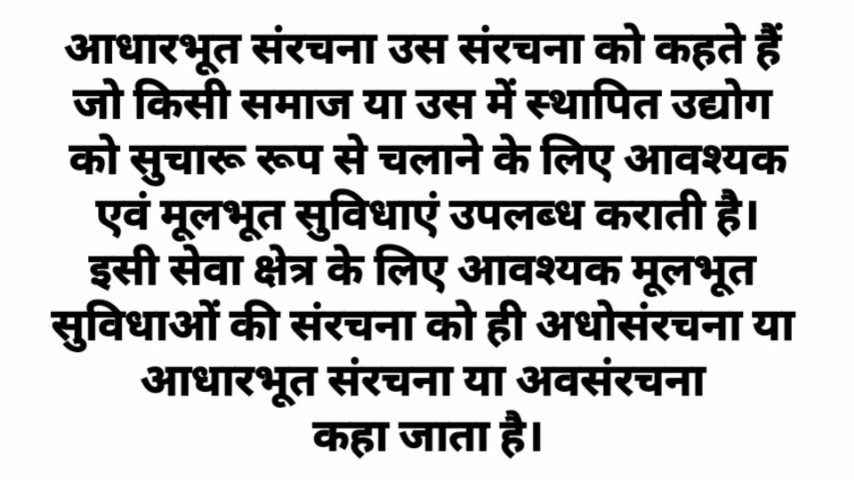 आधारभूत संरचना उस संरचना को कहते हैं
जो किसी समाज या उस में स्थापित उद्योग
को सुचारू रूप से चलाने के लिए आवश्यक
एवं मूलभूत सुविधाएं उपलब्ध कराती है।
इसी सेवा क्षेत्र के लिए आवश्यक मूलभूत
सुविधाओं की संरचना को ही अधोसंरचना या
आधारभूत संरचना या अवसंरचना
कहा जाता है।